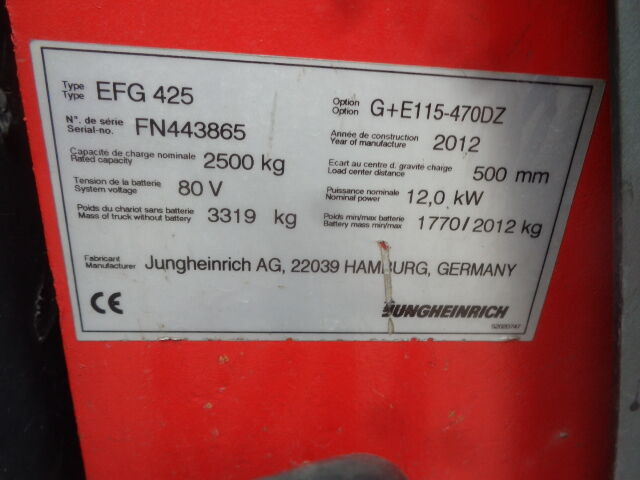 Type
Type EFG 425
Option
Option G+E115-470DZ
N°. de série
Serial-no. FN443865
Année de construction
Year of manufacture 2012
Capacite de charge nominale
Rated capacity 2500 kg
Ecart au centre d. gravité charge
Load center distance 500 mm
Tension de la batterie
System voltage 80 V
Puissance nominale
Nominal power 12,0 kW
Poids du chariot sans batterie
Mass of truck without battery 3319 kg
Poids min/max batterie
Battery mass min/max 1770/2012 kg
Fabricant
Manufacturer Jungheinrich AG, 22039 HAMBURG, GERMANY
CE
JUNGHEINRICH
52020747